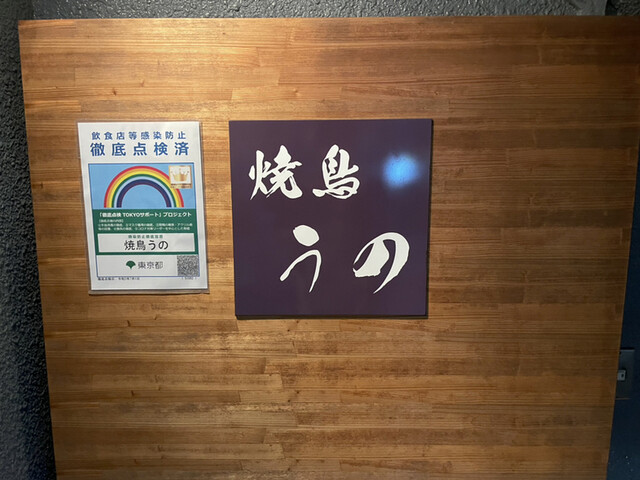 飲食店等感染防止
徹底点検済
「徹底点検 TOKYOサポート」プロジェクト
焼鳥うの
東京都
焼鳥
うの